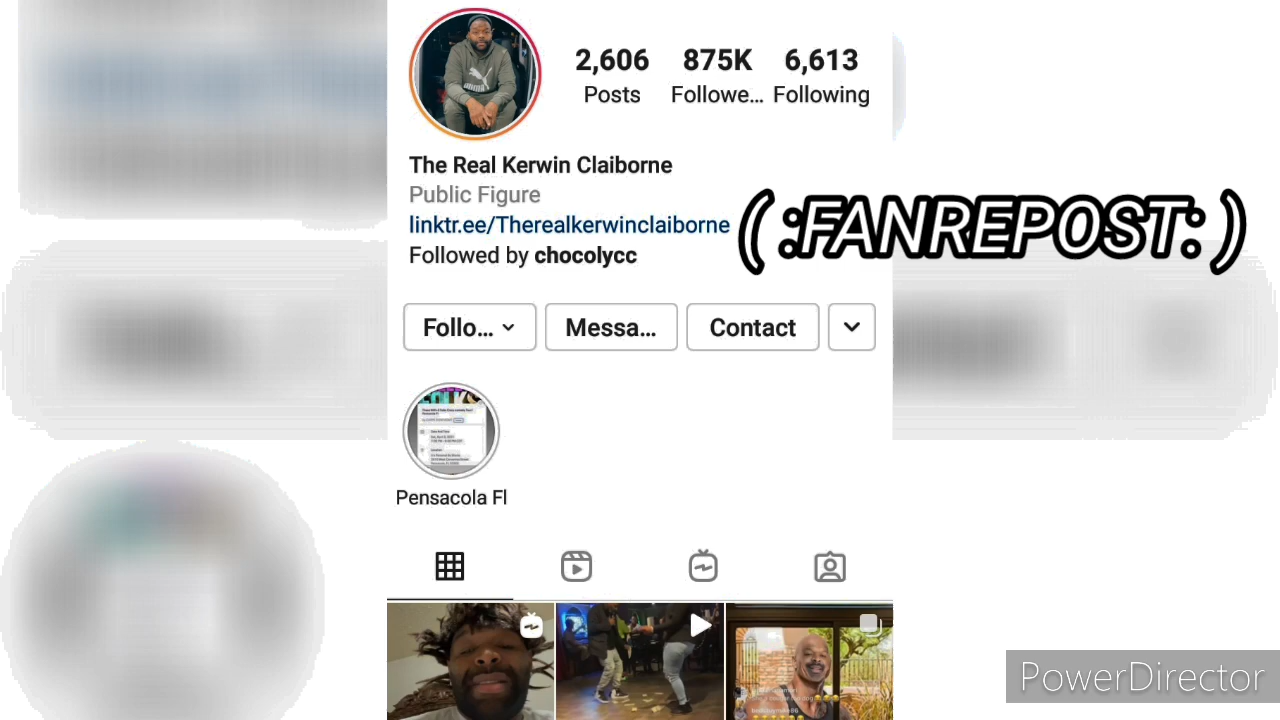 2,606 875K 6,613
Posts Followe... Following
The Real Kerwin Claiborne
Public Figure
linktr.ee/Therealkerwinclaiborne
(:FANREPOST:)
Followed by chocolycc
Follo... Messa... Contact
Pensacola Fl
PowerDirector